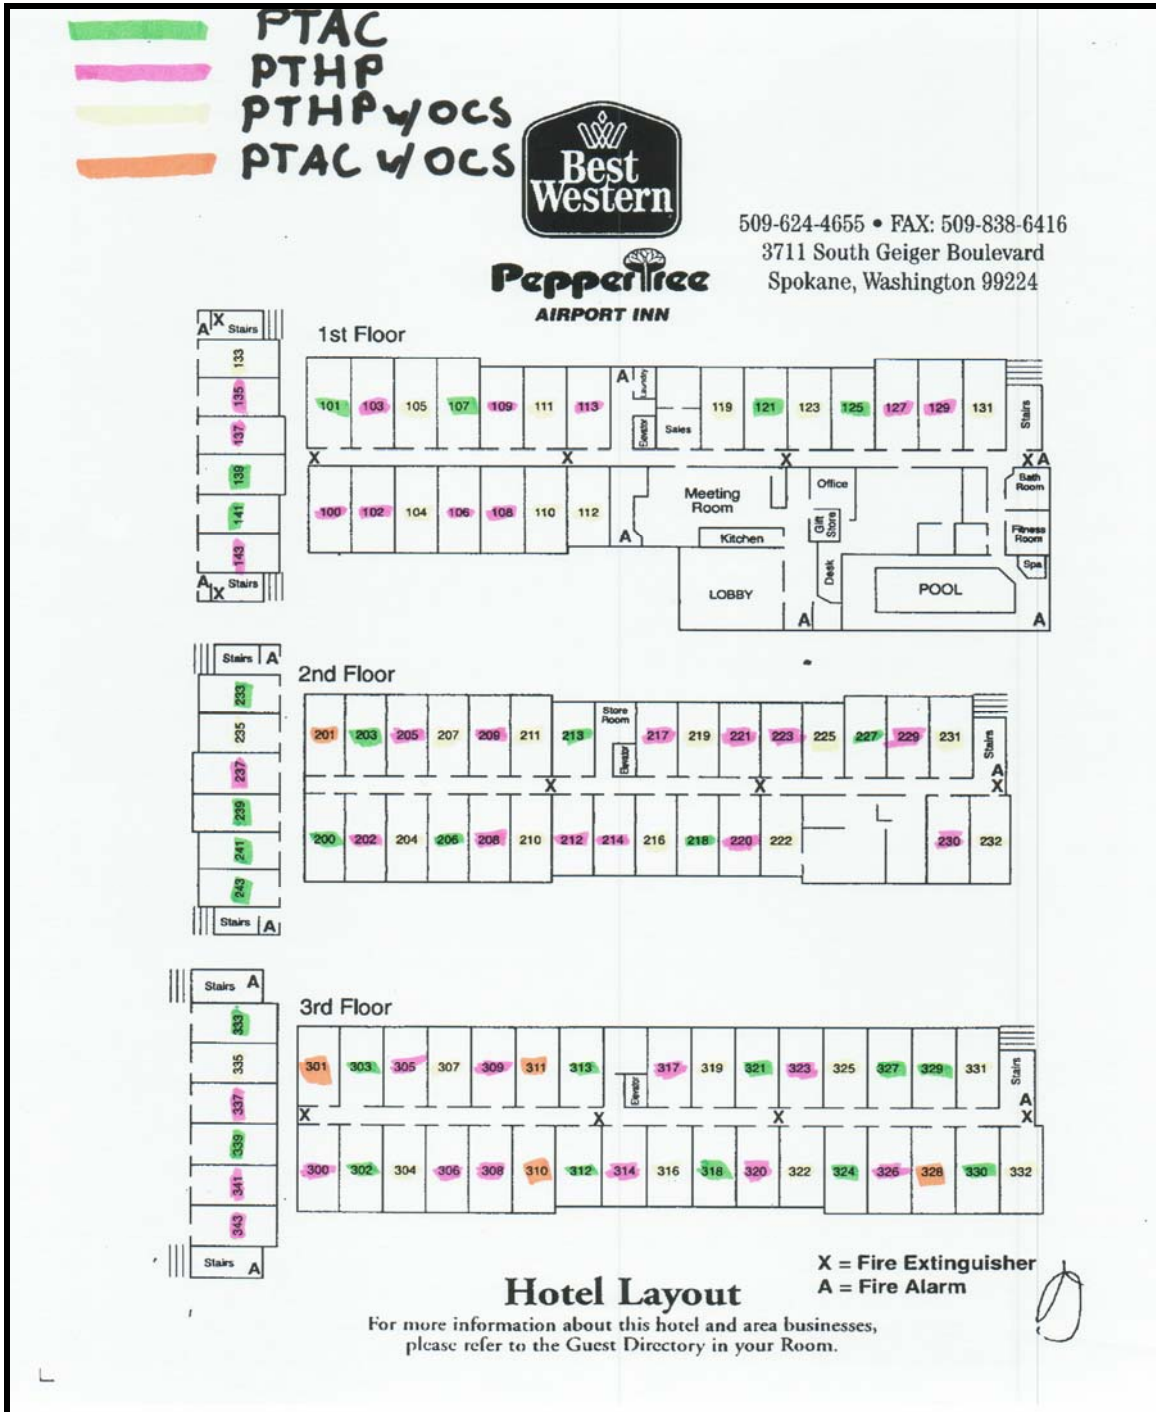 PTAC
PTHP
PTHP w/OCS
PTAC w/OCS
Best
Western
PepperTree
AIRPORT INN
509-624-4655 • FAX: 509-838-6416
3711 South Geiger Boulevard
Spokane, Washington 99224
1st Floor
A X Stairs
133
135
137
139
141
143
A X Stairs
101 103 105 107 109 111 113 A Laundry Elevator Sales 119 121 123 125 127 129 131 Stairs
X X X X A
100 102 104 106 108 110 112 A
Meeting
Room
Kitchen
LOBBY
Office
Gift
Store
Desk
A
POOL
Bath
Room
Fitness
Room
Spa
A
2nd Floor
Stairs A
233
235
237
239
241
243
Stairs A
201 203 205 207 209 211 213 Store Room Elevator 217 219 221 223 225 227 229 231 Stairs A
X X X
200 202 204 206 208 210 212 214 216 218 220 222 230 232
3rd Floor
Stairs A
333
335
337
339
341
343
Stairs A
301 303 305 307 309 311 313 Elevator 317 319 321 323 325 327 329 331 Stairs A
X X X X
300 302 304 306 308 310 312 314 316 318 320 322 324 326 328 330 332
X = Fire Extinguisher
A = Fire Alarm
Hotel Layout
For more information about this hotel and area businesses,
please refer to the Guest Directory in your Room.